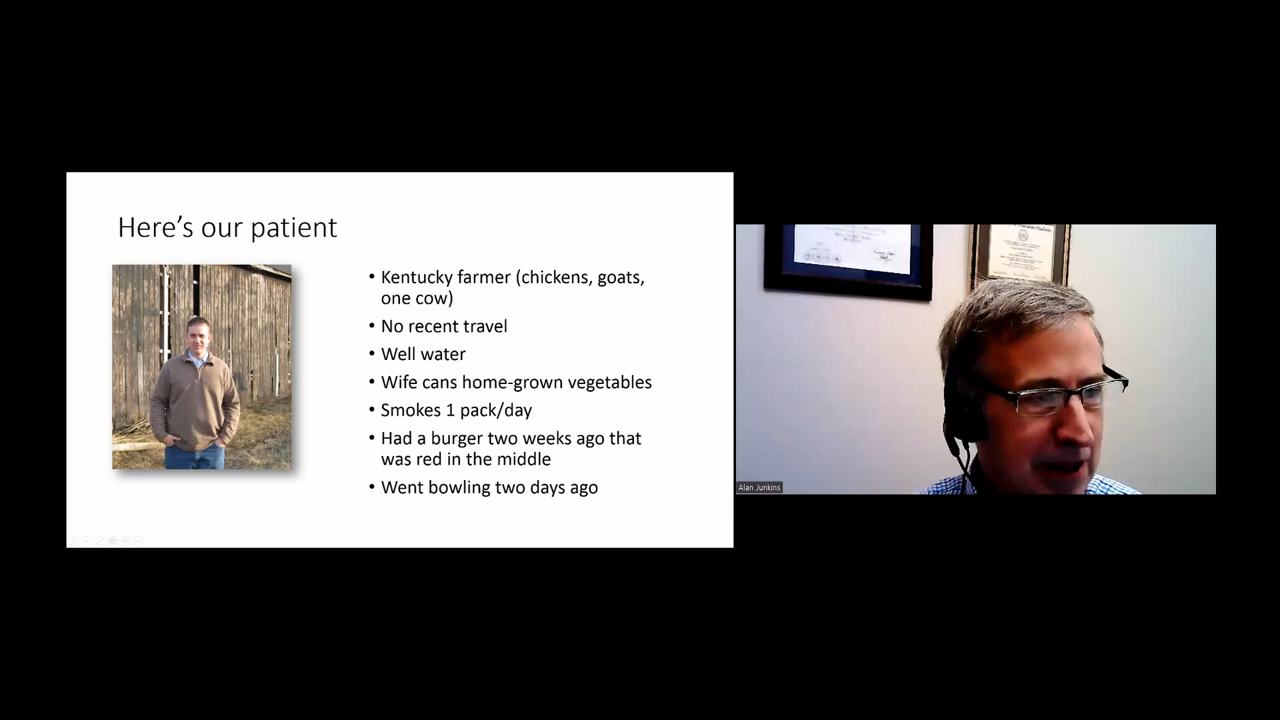 Here's our patient
• Kentucky farmer (chickens, goats,
one cow)
• No recent travel
• Well water
• Wife cans home-grown vegetables
• Smokes 1 pack/day
• Had a burger two weeks ago that
was red in the middle
• Went bowling two days ago
Alan Junkins